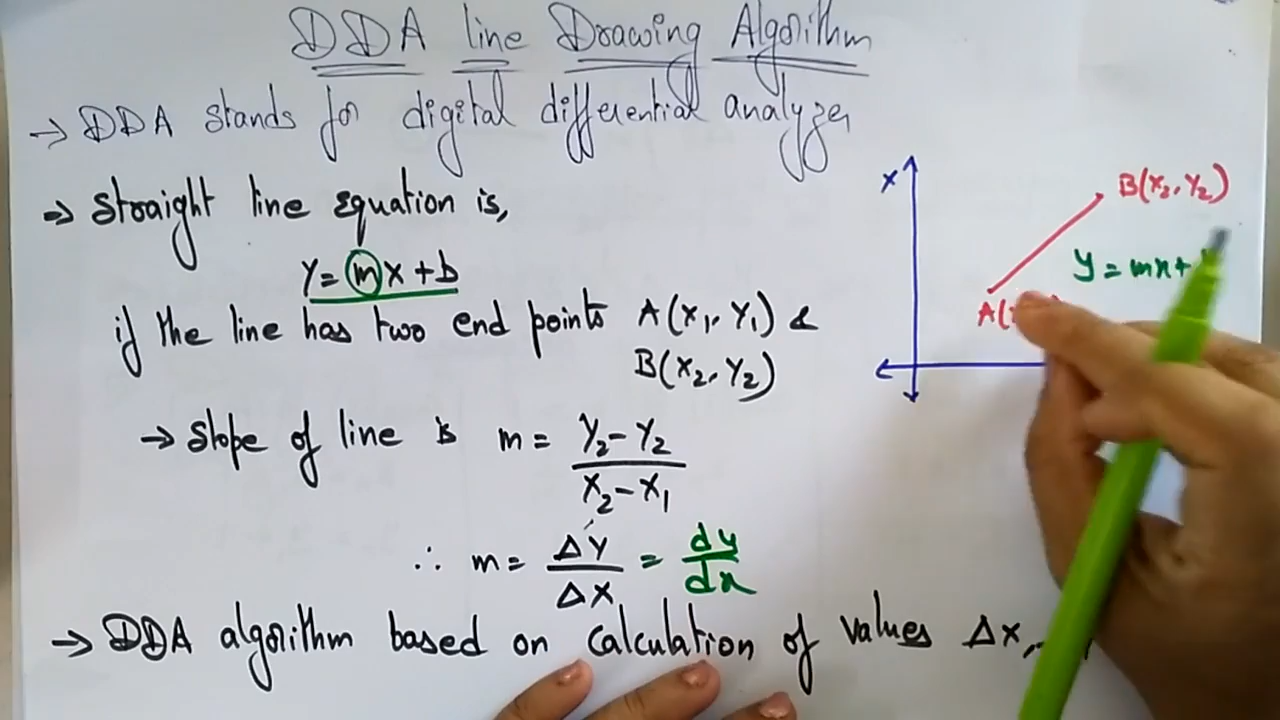 DDA line Drawing Algorithm
→ DDA stands for digital differential analyzer
→ Straight line equation is,
Y = mX + b
if the line has two end points A(X₁, Y₁) &
B(X₂, Y₂)
→ Slope of line is m = Y₂ - Y₂ / X₂ - X₁
∴ m = ΔY / ΔX = dy / dx
→ DDA algorithm based on calculation of values ΔX,
X
B(X₂, Y₂)
y = mx +
A(